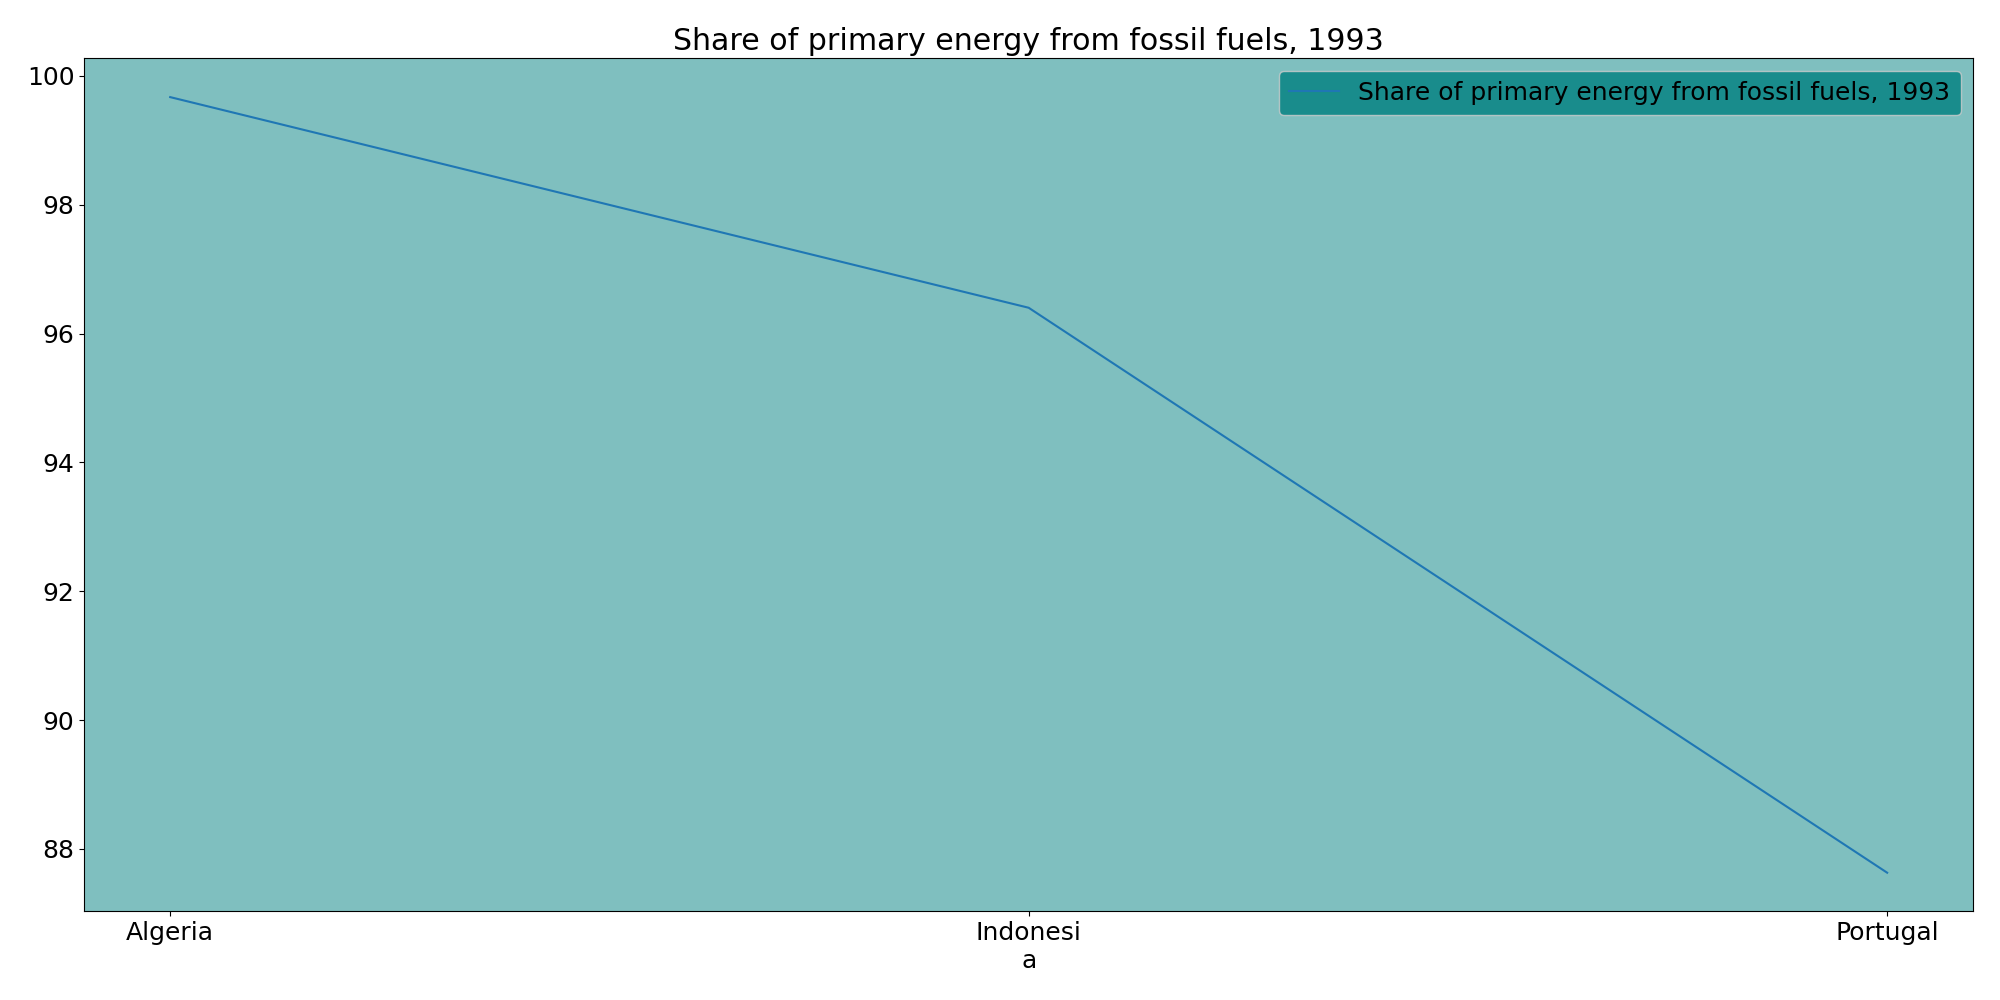 Share of primary energy from fossil fuels, 1993
Share of primary energy from fossil fuels, 1993
100
98
96
94
92
90
88
Algeria
Indonesi
a
Portugal